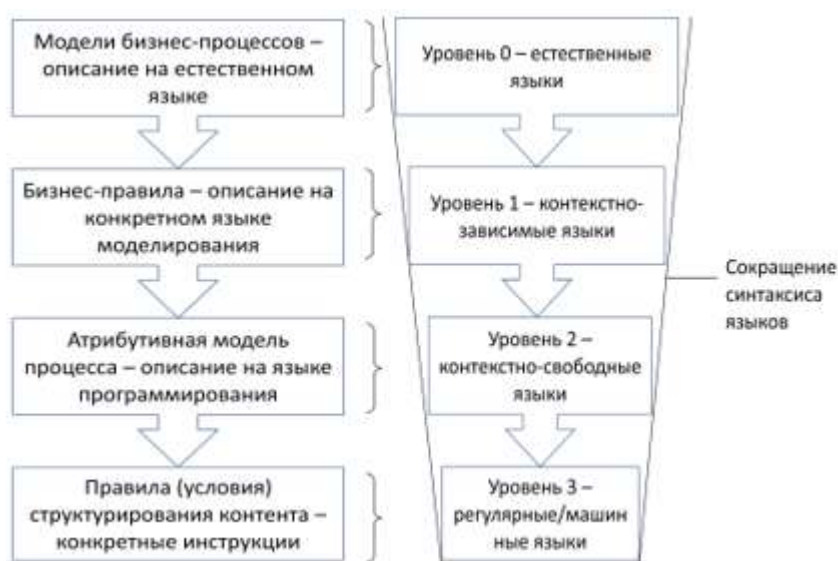 Модели бизнес-процессов –
описание на естественном
языке
Уровень 0 – естественные
языки
Бизнес-правила – описание на
конкретном языке
моделирования
Уровень 1 – контекстно-
зависимые языки
Сокращение
синтаксиса
языков
Атрибутивная модель
процесса – описание на языке
программирования
Уровень 2 –
контекстно-свободные
языки
Правила (условия)
структурирования контента –
конкретные инструкции
Уровень 3 –
регулярные/машин
ные языки